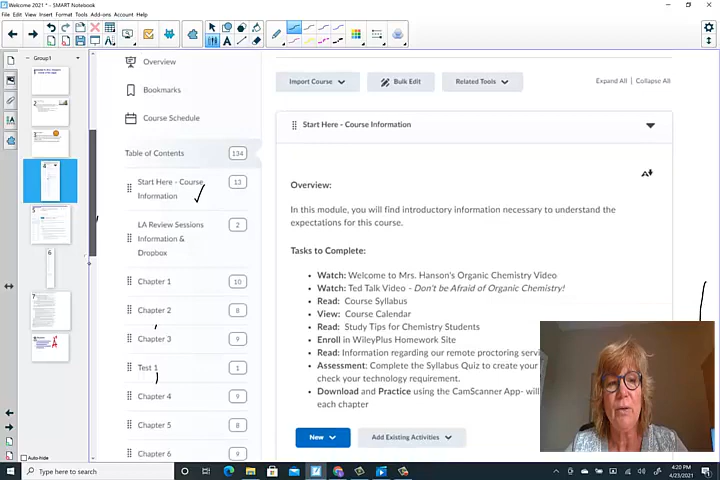 Welcome 2021 * - SMART Notebook
File Edit View Insert Format Tools Add-ons Account Help
Group1
2
3
4
5
6
7
8
Auto-hide
Overview
Bookmarks
Course Schedule
Table of Contents 134
Start Here - Course Information 13
LA Review Sessions Information & Dropbox 2
Chapter 1 10
Chapter 2 8
Chapter 3 9
Test 1 1
Chapter 4 9
Chapter 5 8
Chapter 6 9
Import Course
Bulk Edit
Related Tools
Expand All | Collapse All
Start Here - Course Information
Overview:
In this module, you will find introductory information necessary to understand the
expectations for this course.
Tasks to Complete:
Watch: Welcome to Mrs. Hanson's Organic Chemistry Video
Watch: Ted Talk Video - Don't be Afraid of Organic Chemistry!
Read: Course Syllabus
View: Course Calendar
Read: Study Tips for Chemistry Students
Enroll in WileyPlus Homework Site
Read: Information regarding our remote proctoring
Assessment: Complete the Syllabus Quiz to create your
check your technology requirement.
Download and Practice using the CamScanner App- will
each chapter
New
Add Existing Activities
Type here to search
4:20 PM
4/23/2021